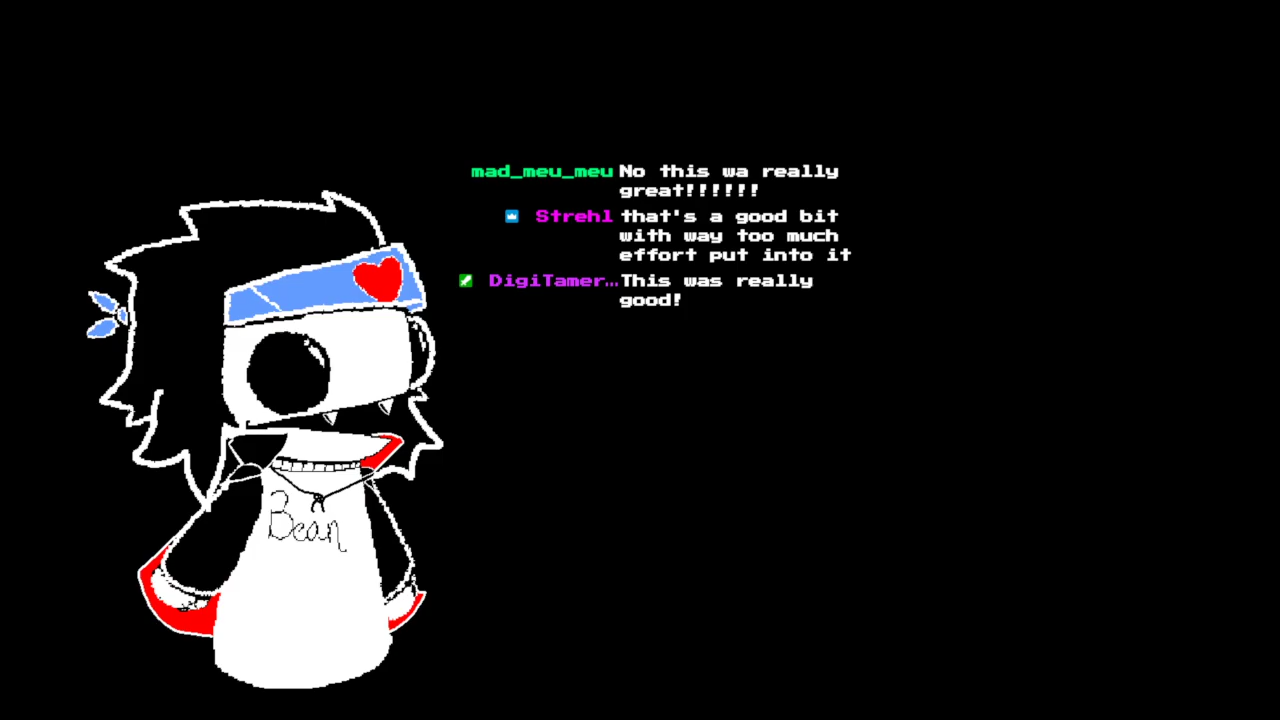 mad_meu_meu No this wa really
great!!!!!!
Strehl that's a good bit
with way too much
effort put into it
DigiTamer... This was really
good!
Bean